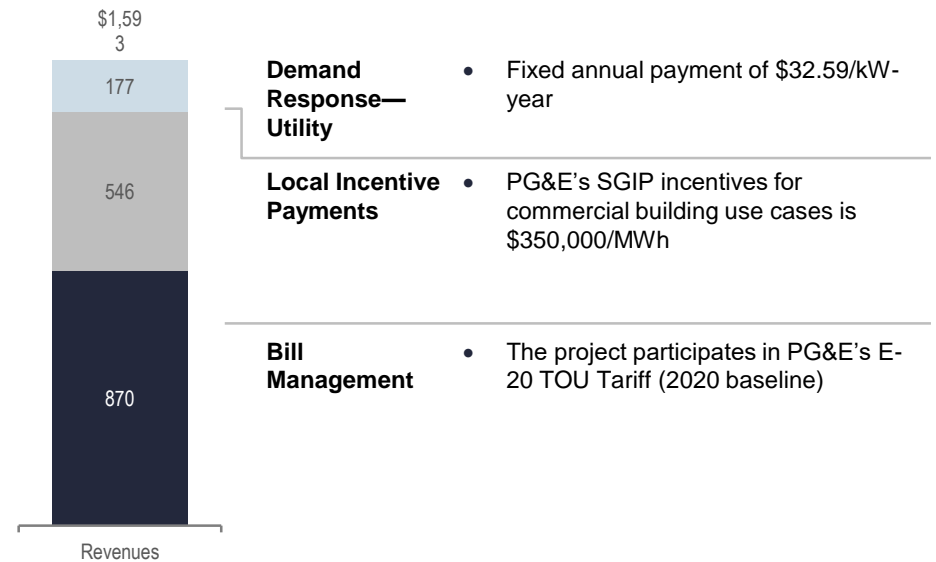 $1,59
3
177
546
870
Revenues
Demand
Response—
Utility
• Fixed annual payment of $32.59/kW-
year
Local Incentive
Payments
• PG&E’s SGIP incentives for
commercial building use cases is
$350,000/MWh
Bill
Management
• The project participates in PG&E’s E-
20 TOU Tariff (2020 baseline)